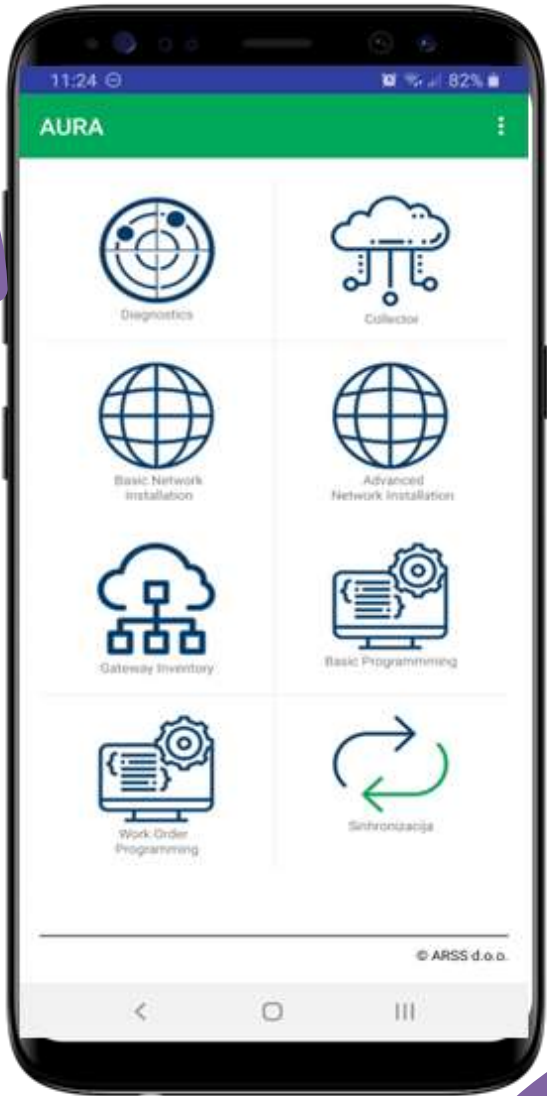 11:24
82%
AURA
Diagnostics
Collector
Basic Network
Installation
Advanced
Network Installation
Gateway Inventory
Basic Programmming
Work Order
Programming
Sinhronizacija
© ARSS d.o.o.